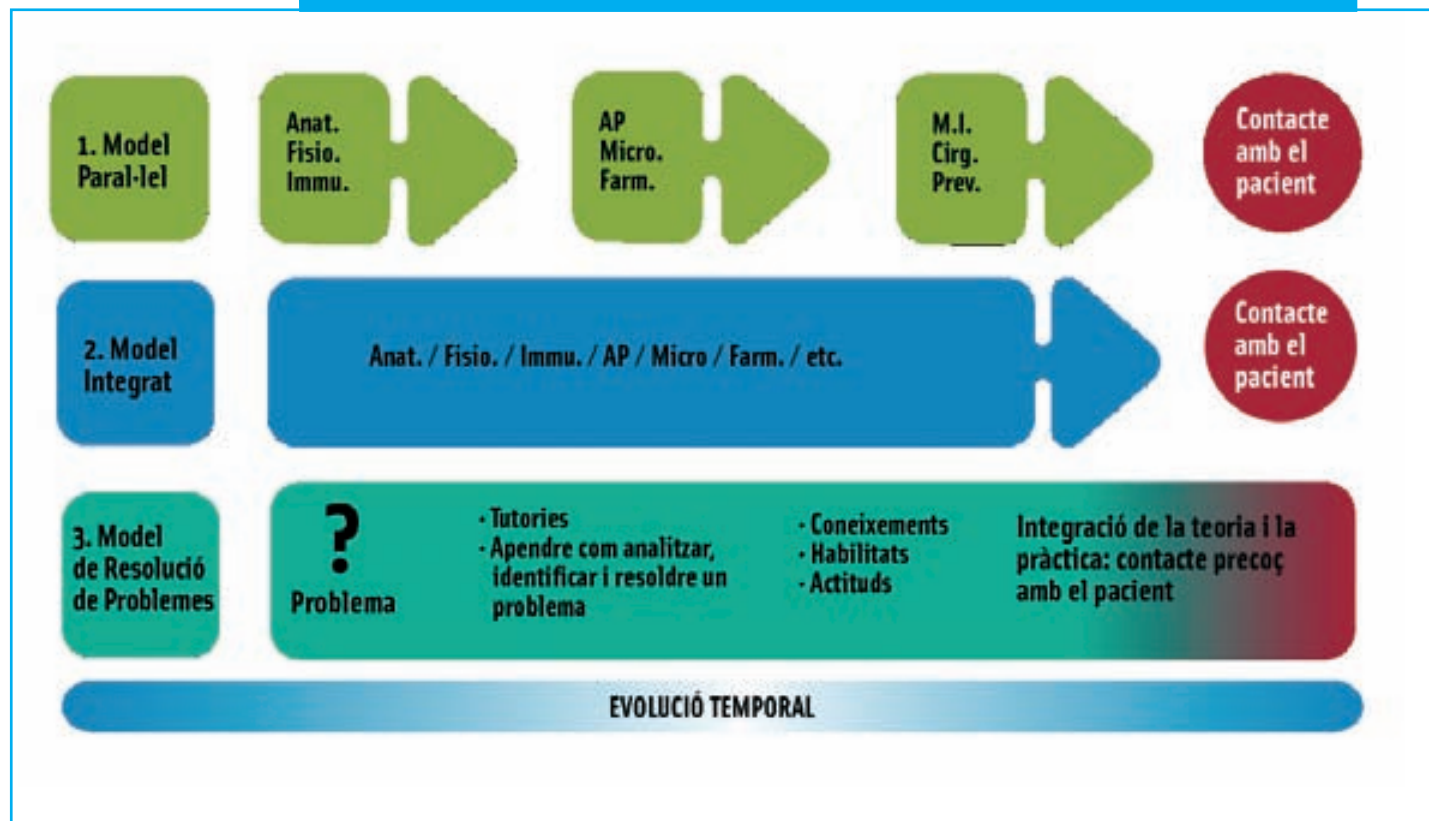 1. Model
Paral·lel
Anat.
Fisio.
Immu.
AP
Micro.
Farm.
M.I.
Cirg.
Prev.
Contacte
amb el
pacient
2. Model
Integrat
Anat. / Fisio. / Immu. / AP / Micro / Farm. / etc.
Contacte
amb el
pacient
3. Model
de Resolució
de Problemes
?
Problema
· Tutories
· Apendre com analitzar,
identificar i resoldre un
problema
· Coneixements
· Habilitats
· Actituds
Integració de la teoria i la
pràctica: contacte precoç
amb el pacient
EVOLUCIÓ TEMPORAL